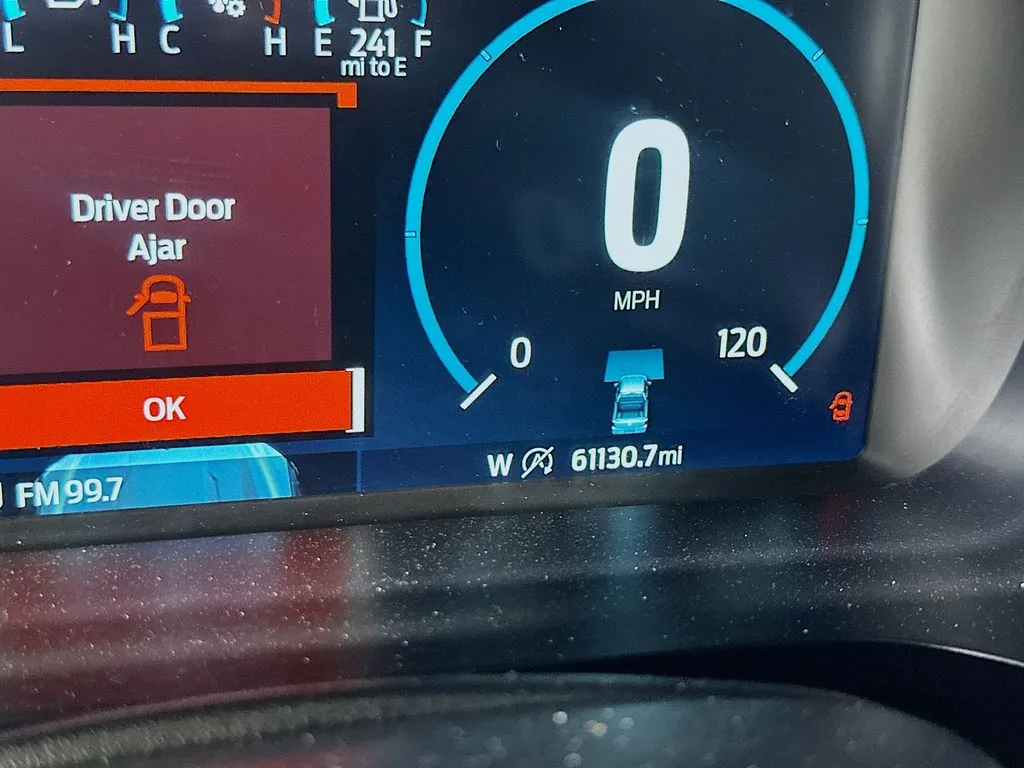 L H C H E 241 F
mi to E
Driver Door
Ajar
OK
FM 99.7
0
MPH
0 120
W 61130.7mi